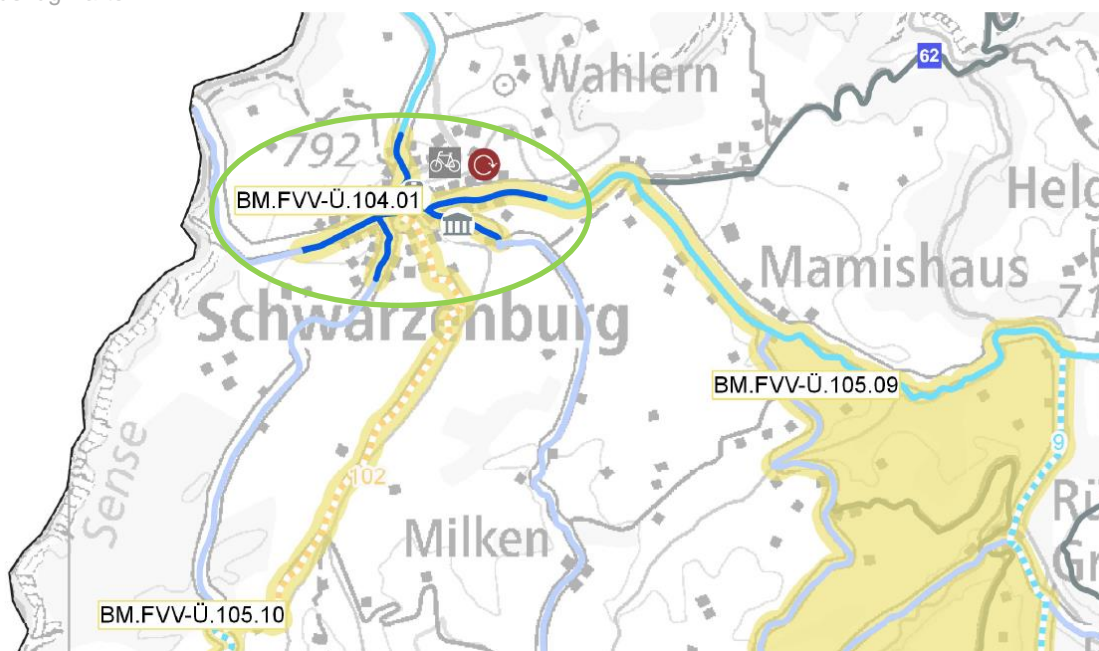 Wahlern
62
792
BM.FVV-Ü.104.01
Helg
Mamishaus
Schwarzenburg
BM.FVV-Ü.105.09
9
102
Sense
Milken
BM.FVV-Ü.105.10